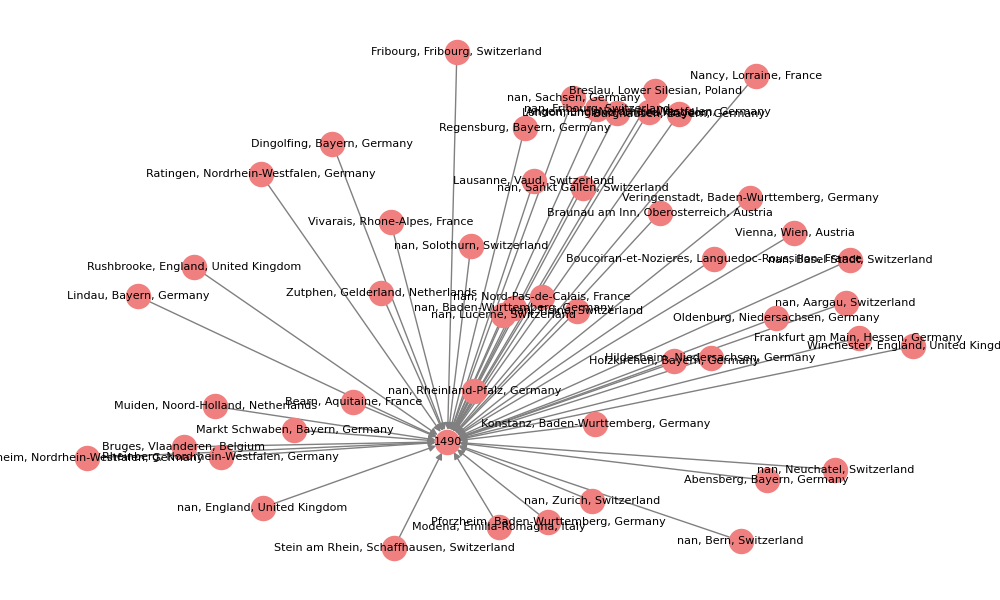 Fribourg, Fribourg, Switzerland
Nancy, Lorraine, France
Breslau, Lower Silesian, Poland
nan, Sachsen, Germany
nan, Fribourg, Switzerland
Burghausen, Bayern, Germany
Regensburg, Bayern, Germany
Dingolfing, Bayern, Germany
Ratingen, Nordrhein-Westfalen, Germany
Lausanne, Vaud, Switzerland
nan, Sankt Gallen, Switzerland
Veringenstadt, Baden-Wurttemberg, Germany
Braunau am Inn, Oberosterreich, Austria
Vivarais, Rhone-Alpes, France
Vienna, Wien, Austria
nan, Solothurn, Switzerland
Boucoiran-et-Nozieres, Languedoc-Roussillon, France
nan, Basel-Stadt, Switzerland
Rushbrooke, England, United Kingdom
Lindau, Bayern, Germany
Zutphen, Gelderland, Netherlands
nan, Nord-Pas-de-Calais, France
nan, Baden-Wurttemberg, Germany
Switzerland
nan, Lucerne, Switzerland
nan, Aargau, Switzerland
Oldenburg, Niedersachsen, Germany
Frankfurt am Main, Hessen, Germany
Winchester, England, United Kingd
Hildesheim, Niedersachsen, Germany
Holzkirchen, Bayern, Germany
nan, Rheinland-Pfalz, Germany
Bearn, Aquitaine, France
Muiden, Noord-Holland, Netherlands
Konstanz, Baden-Wurttemberg, Germany
Markt Schwaben, Bayern, Germany
1490
Bruges, Vlaanderen, Belgium
heim, Nordrhein-Westfalen, Germany
Rheinberg, Nordrhein-Westfalen, Germany
nan, Neuchatel, Switzerland
Abensberg, Bayern, Germany
nan, Zurich, Switzerland
nan, England, United Kingdom
Pforzheim, Baden-Wurttemberg, Germany
Modena, Emilia-Romagna, Italy
nan, Bern, Switzerland
Stein am Rhein, Schaffhausen, Switzerland